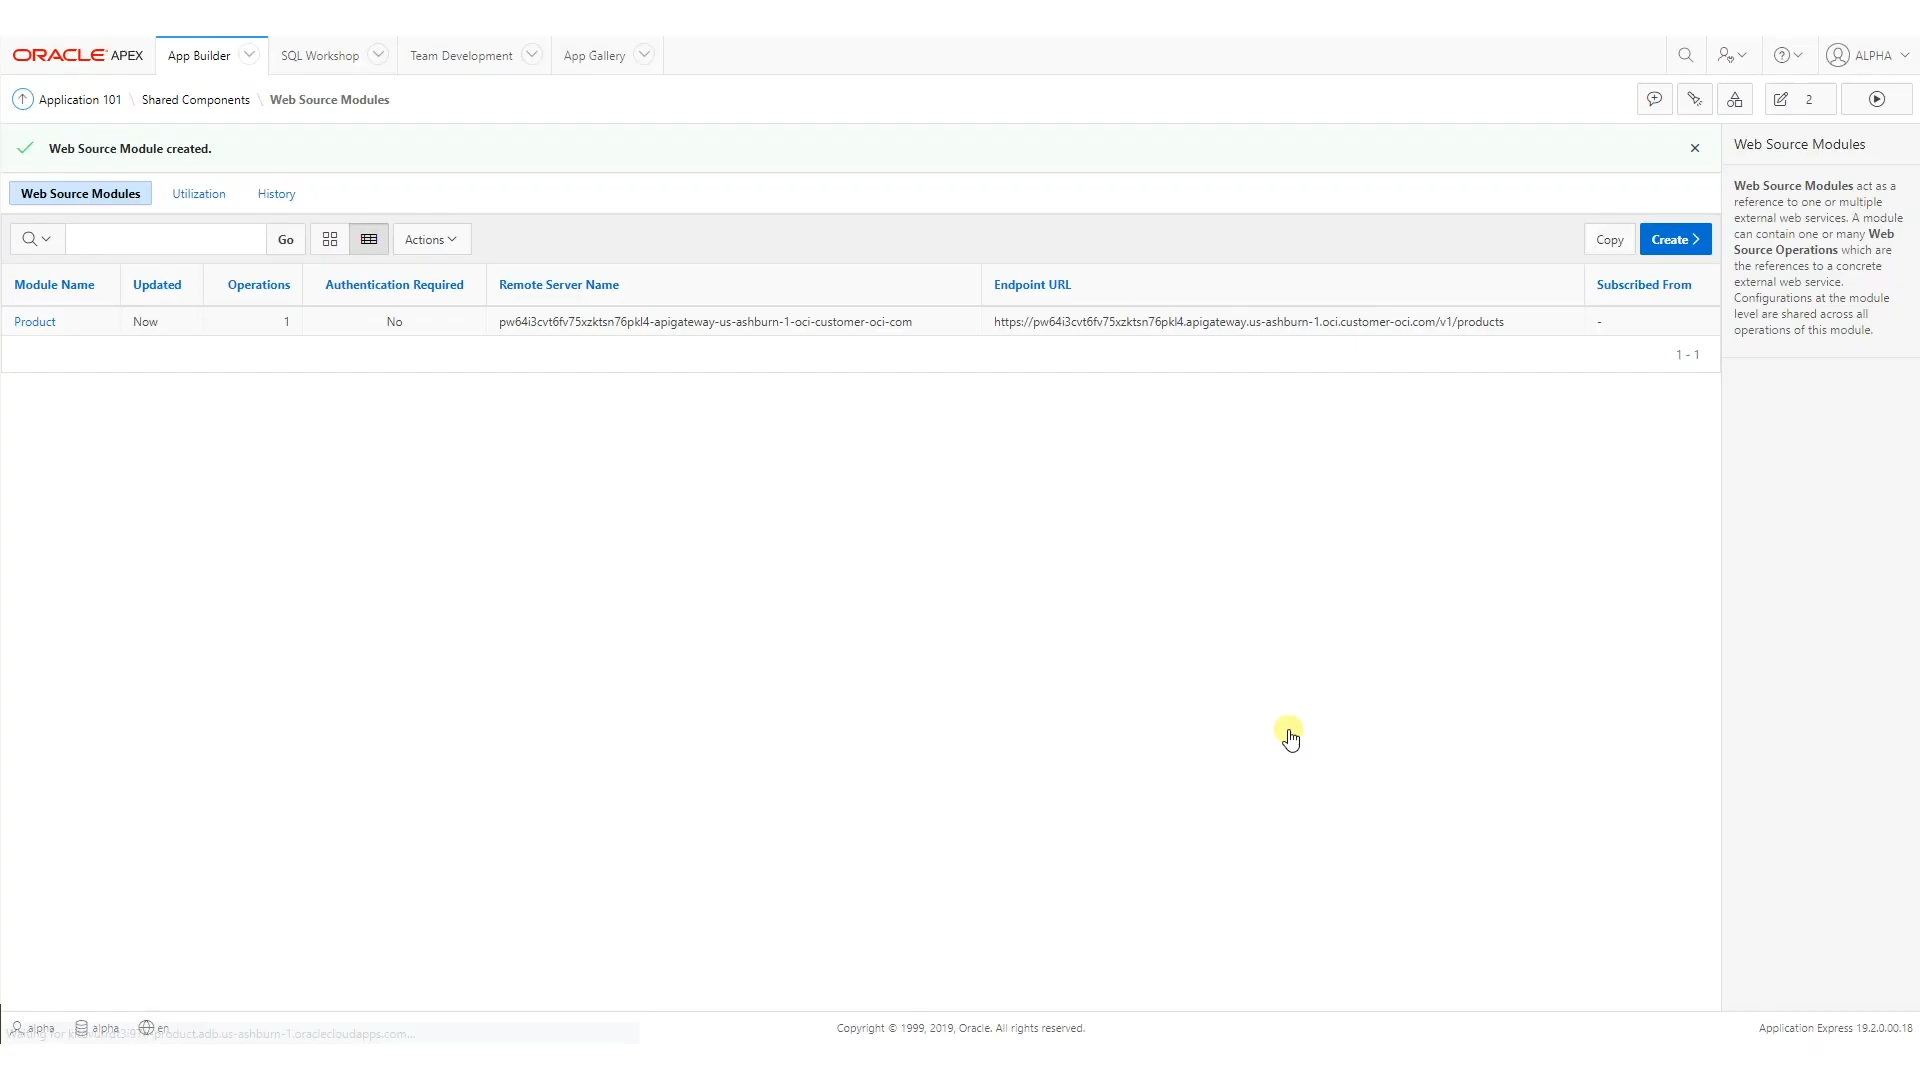 ORACLE APEX App Builder SQL Workshop Team Development App Gallery ALPHA
Application 101 \ Shared Components \ Web Source Modules 2
Web Source Module created.
Web Source Modules
Web Source Modules Utilization History
Web Source Modules act as a
reference to one or multiple
external web services. A module
can contain one or many Web
Source Operations which are
the references to a concrete
external web service.
Configurations at the module
level are shared across all
operations of this module.
Go Actions Copy Create
Module Name Updated Operations Authentication Required Remote Server Name Endpoint URL Subscribed From
Product Now 1 No pw64i3cvt6fv75xzktsn76pkl4-apigateway-us-ashburn-1-oci-customer-oci-com https://pw64i3cvt6fv75xzktsn76pkl4.apigateway.us-ashburn-1.oci.customer-oci.com/v1/products -
1 - 1
alpha alpha en
Copyright © 1999, 2019, Oracle. All rights reserved.
Application Express 19.2.0.00.18